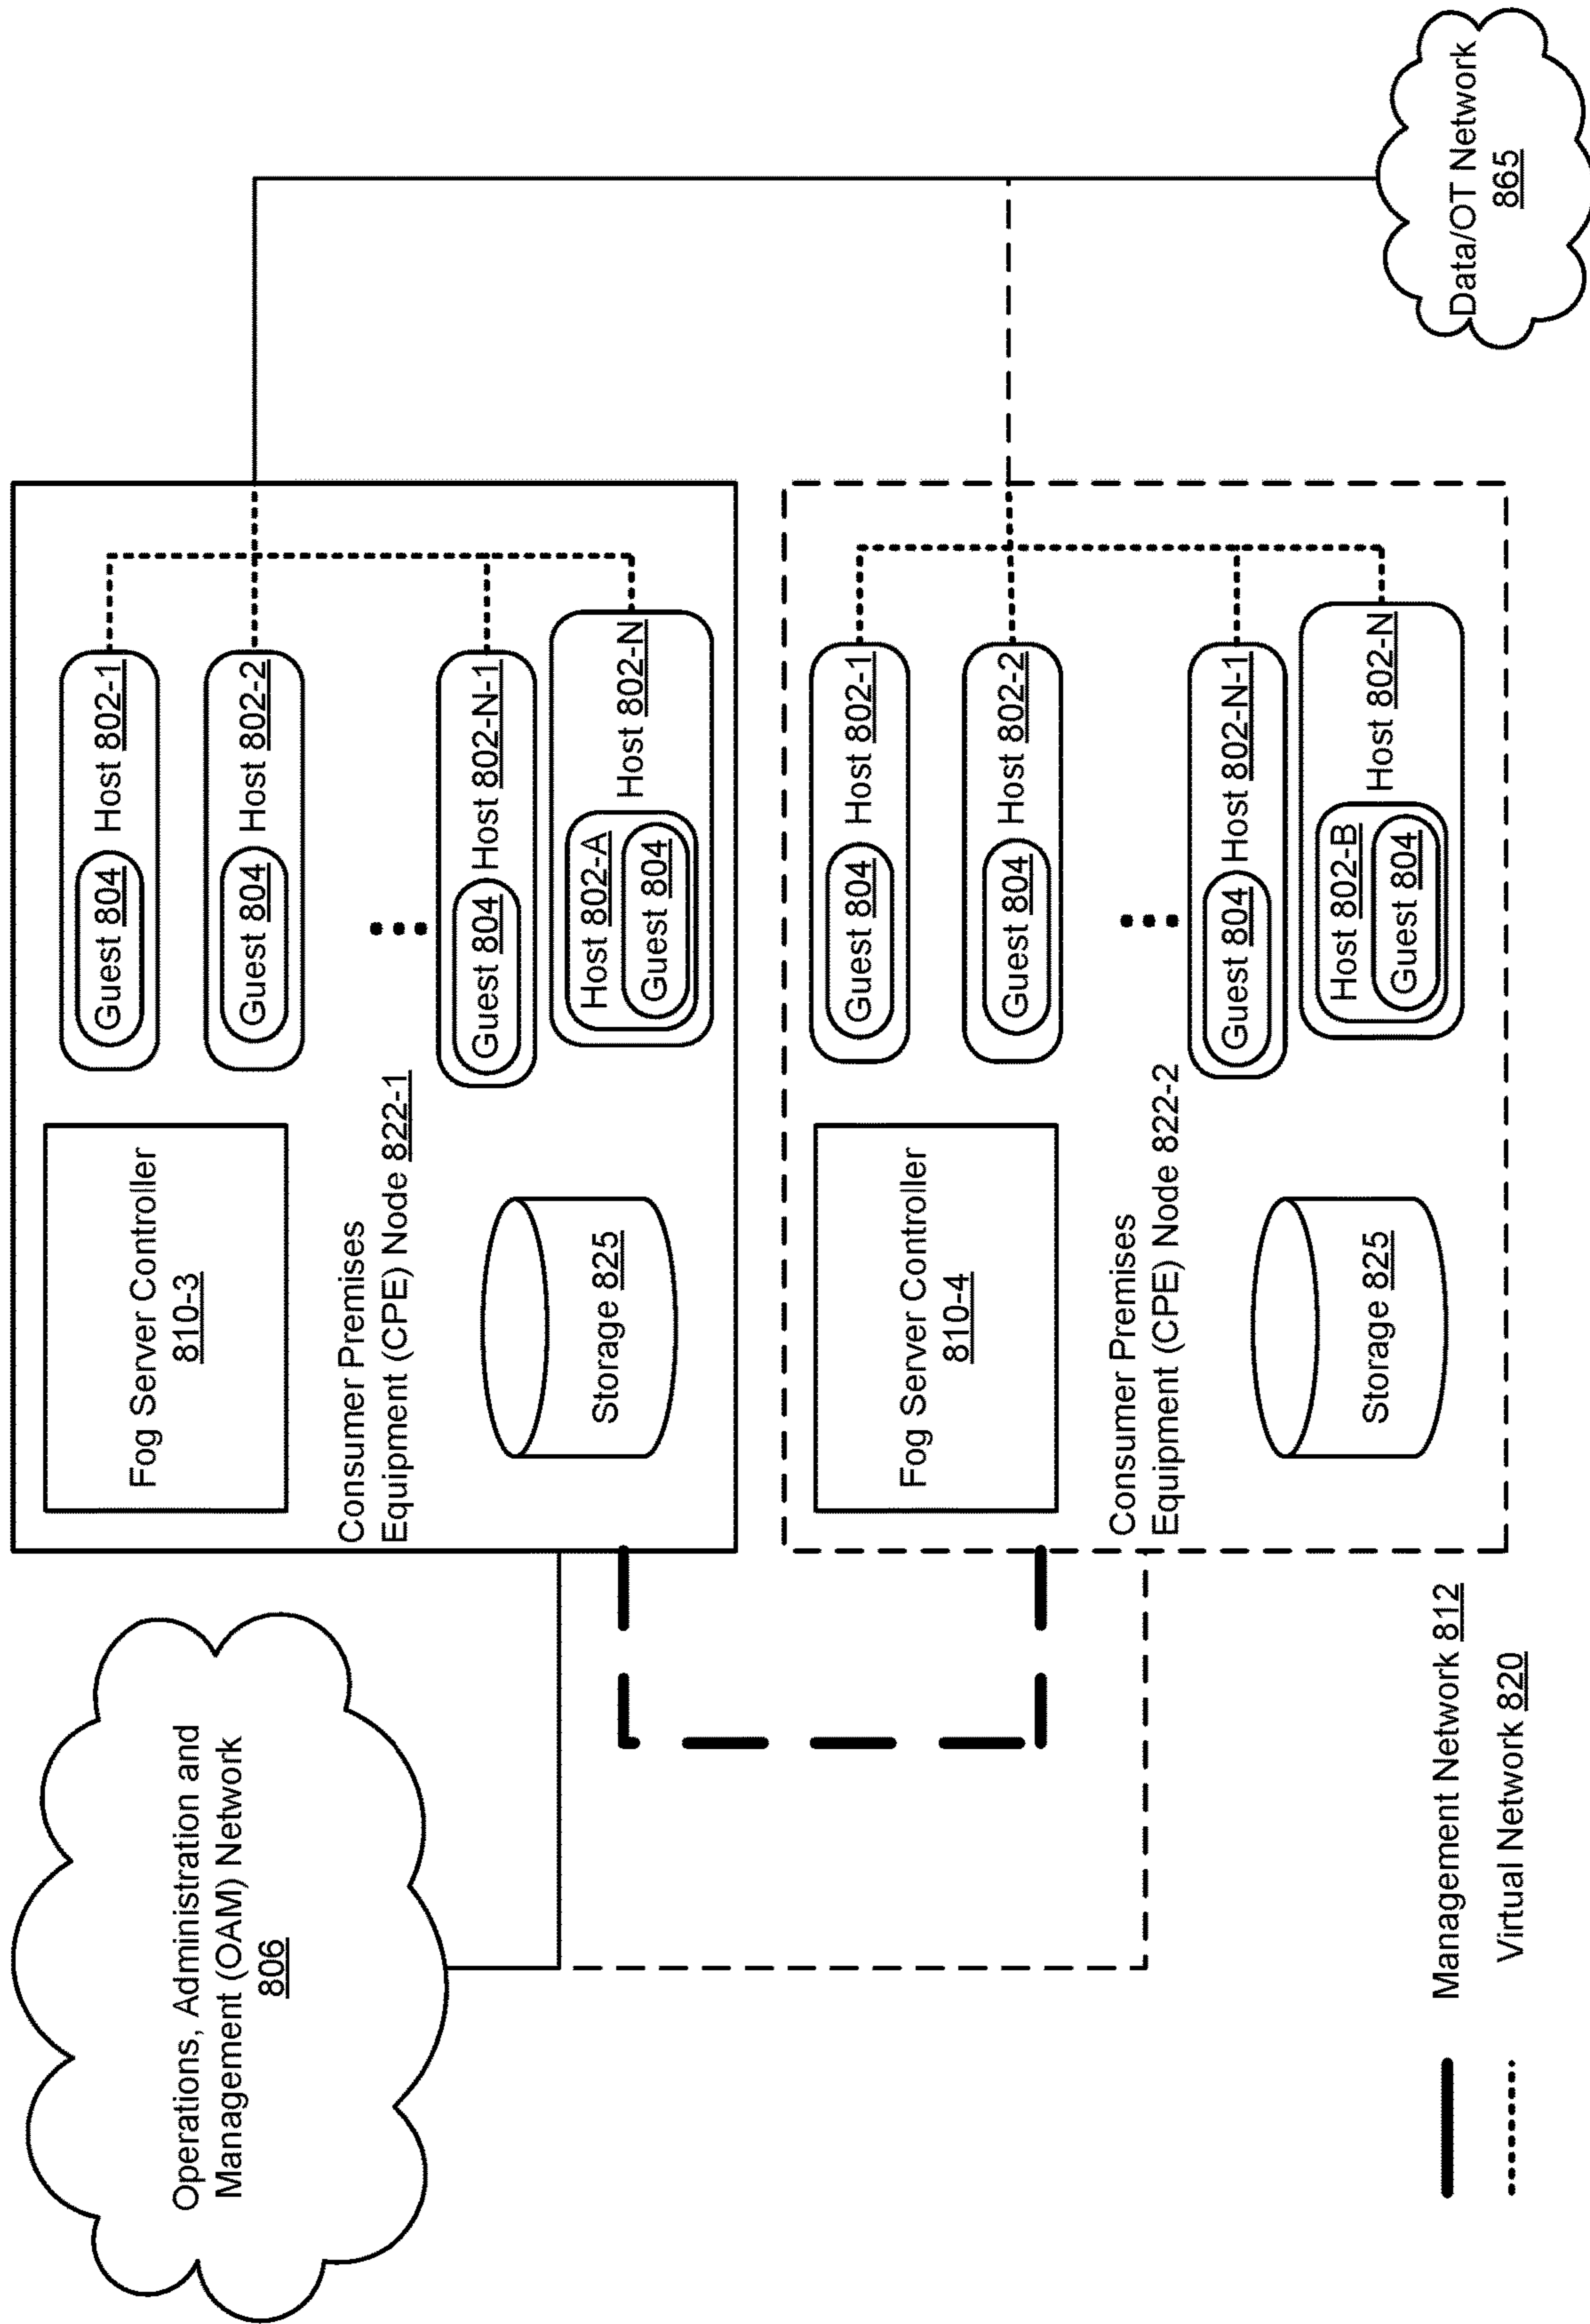 Operations, Administration and
Management (OAM) Network
806
Fog Server Controller
810-3
Consumer Premises
Equipment (CPE) Node 822-1
Storage 825
Guest 804 Host 802-1
Guest 804 Host 802-2
Guest 804 Host 802-N-1
Host 802-A
Guest 804
Host 802-N
Fog Server Controller
810-4
Consumer Premises
Equipment (CPE) Node 822-2
Storage 825
Guest 804 Host 802-1
Guest 804 Host 802-2
Guest 804 Host 802-N-1
Host 802-B
Guest 804
Host 802-N
Data/OT Network
865
Management Network 812
Virtual Network 820